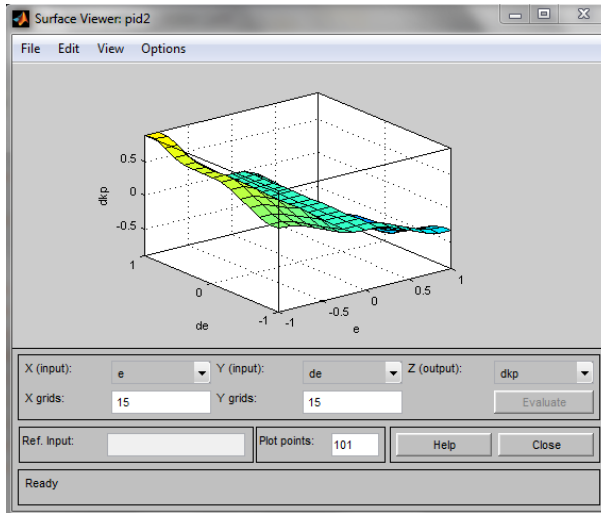 Surface Viewer: pid2
File Edit View Options
0.5
0
-0.5
dkp
1
0
-1
de
-1
-0.5
0
0.5
1
e
X (input): e Y (input): de Z (output): dkp
X grids: 15 Y grids: 15 Evaluate
Ref. Input: Plot points: 101 Help Close
Ready